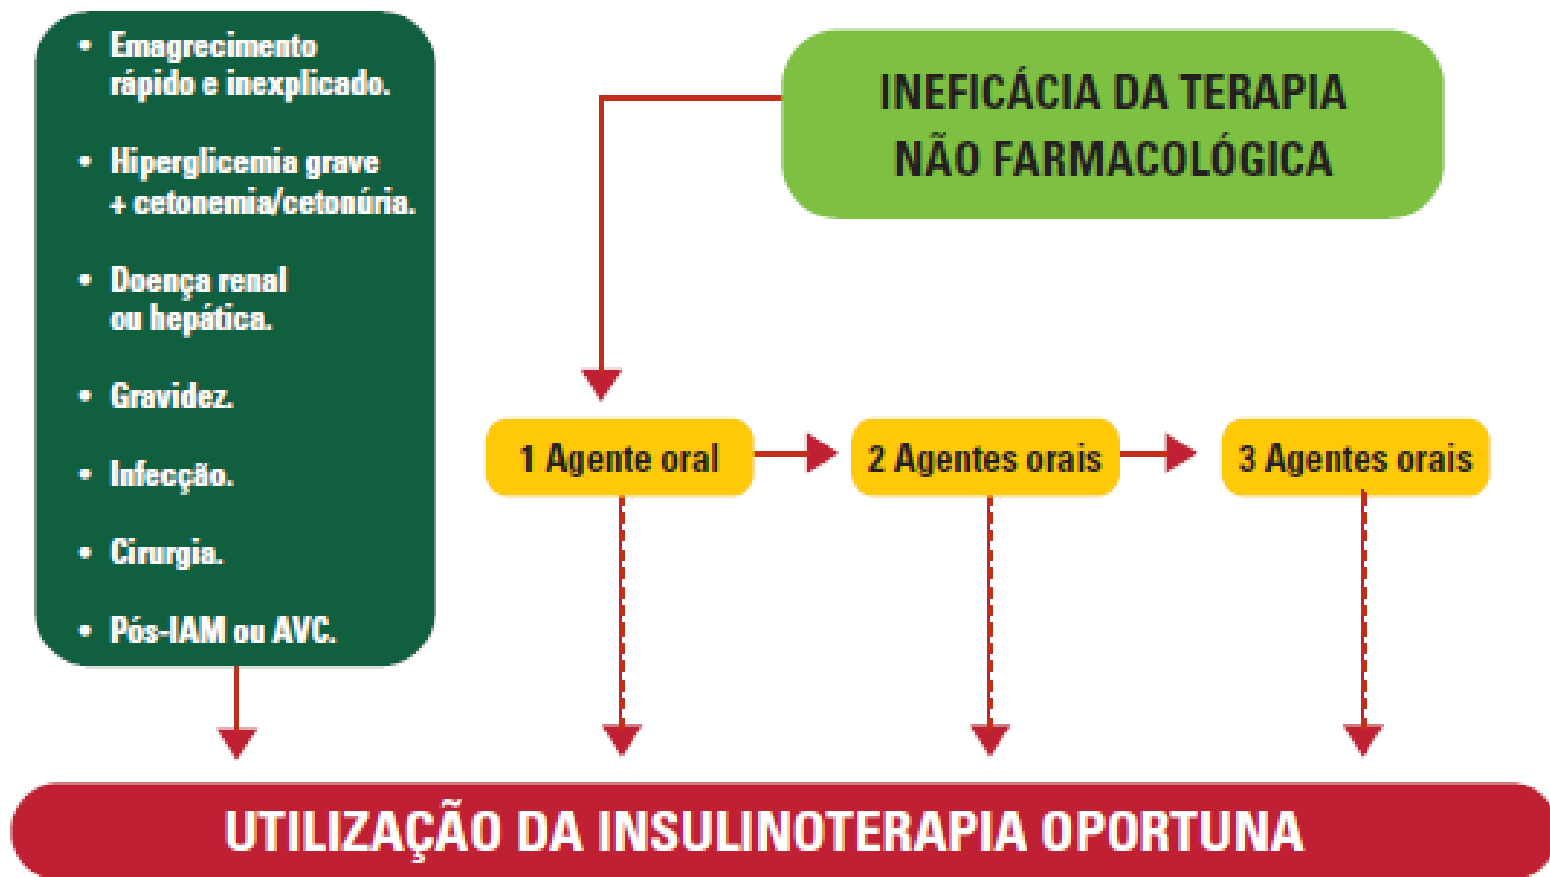 • Emagrecimento
rápido e inexplicado.
• Hiperglicemia grave
+ cetonemia/cetonúria.
• Doença renal
ou hepática.
• Gravidez.
• Infecção.
• Cirurgia.
• Pós-IAM ou AVC.
INEFICÁCIA DA TERAPIA
NÃO FARMACOLÓGICA
1 Agente oral
2 Agentes orais
3 Agentes orais
UTILIZAÇÃO DA INSULINOTERAPIA OPORTUNA